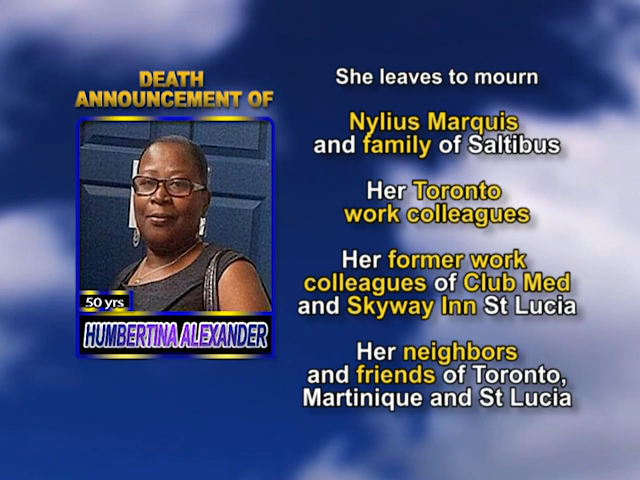 DEATH
ANNOUNCEMENT OF
50 yrs
HUMBERTINA ALEXANDER
She leaves to mourn
Nylius Marquis
and family of Saltibus
Her Toronto
work colleagues
Her former work
colleagues of Club Med
and Skyway Inn St Lucia
Her neighbors
and friends of Toronto,
Martinique and St Lucia